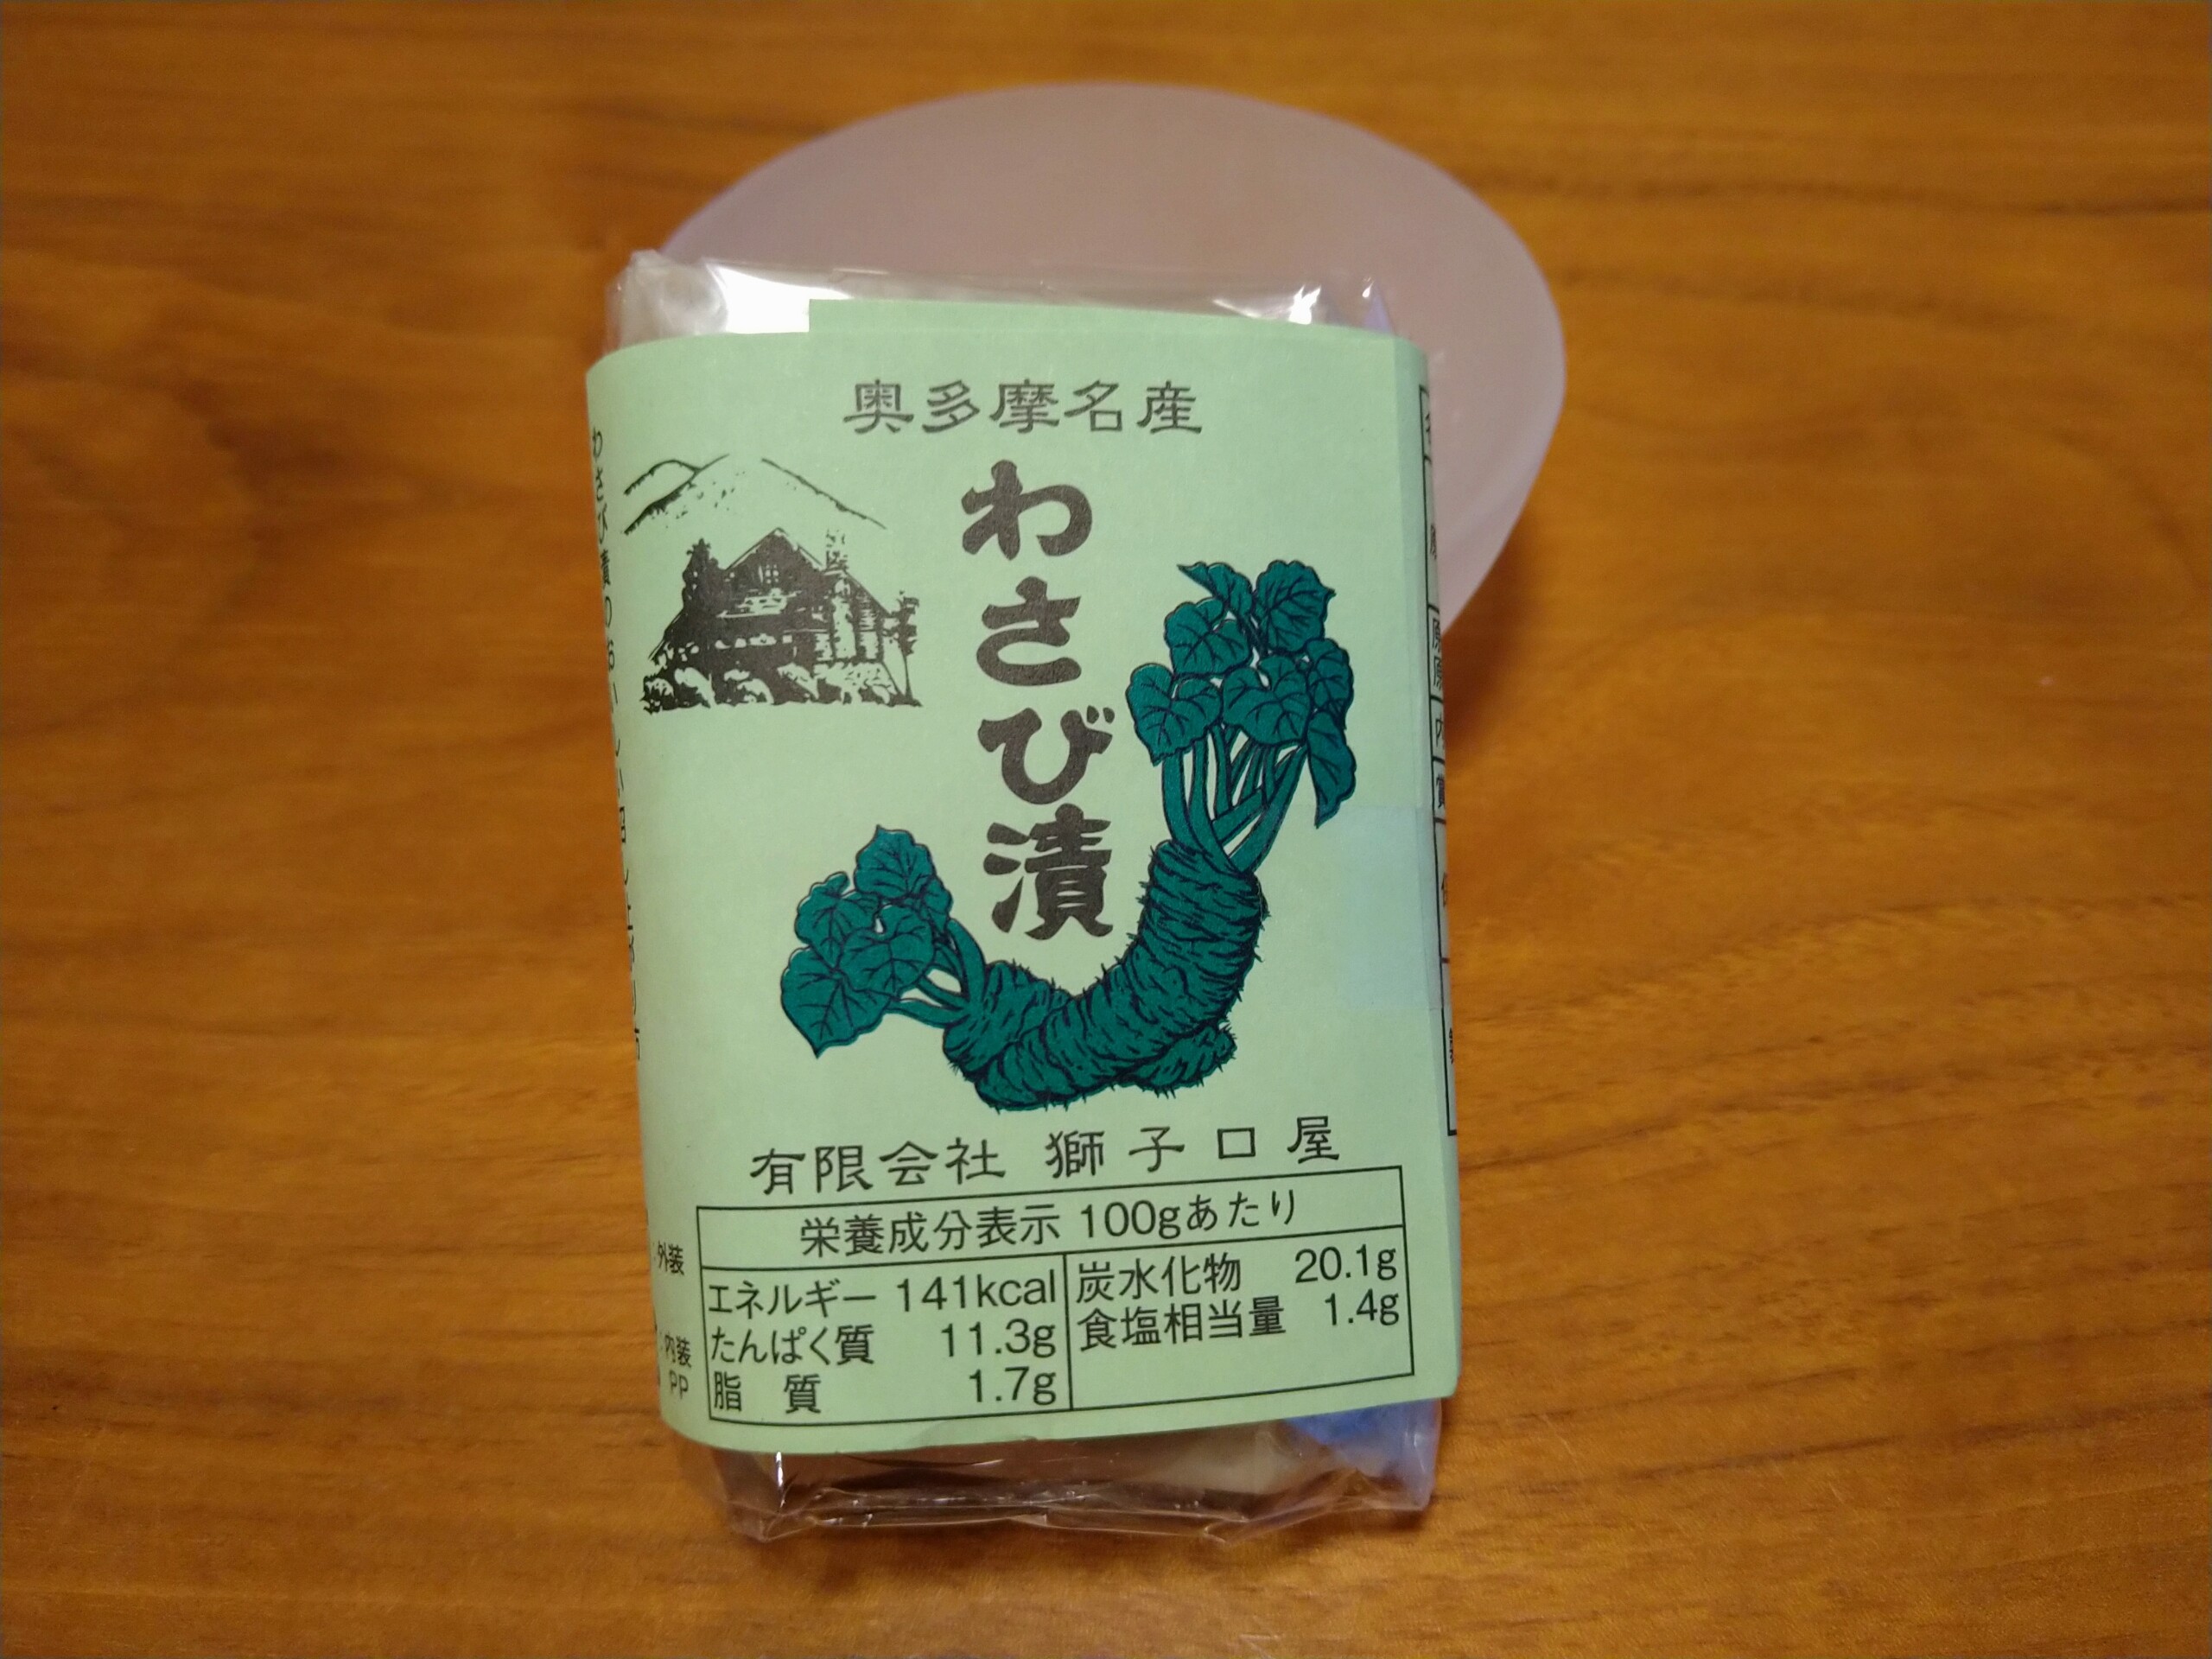 奥多摩名産
わさび漬
有限会社 獅子口屋
栄養成分表示 100gあたり
エネルギー 141kcal
たんぱく質 11.3g
脂 質 1.7g
炭水化物 20.1g
食塩相当量 1.4g
外装
内装
PP